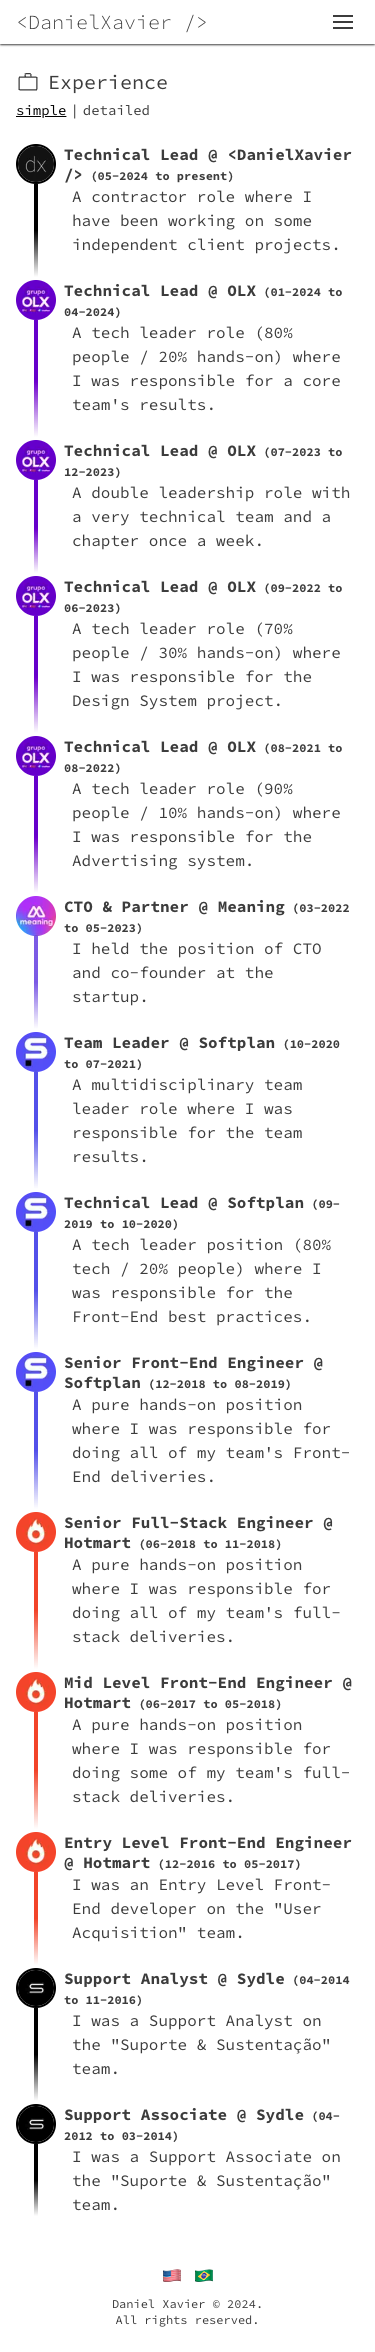 <DanielXavier />
Experience
simple | detailed
dx
Technical Lead @ <DanielXavier
/> (05-2024 to present)
A contractor role where I
have been working on some
independent client projects.
grupo
OLX
Technical Lead @ OLX (01-2024 to
04-2024)
A tech leader role (80%
people / 20% hands-on) where
I was responsible for a core
team's results.
grupo
OLX
Technical Lead @ OLX (07-2023 to
12-2023)
A double leadership role with
a very technical team and a
chapter once a week.
grupo
OLX
Technical Lead @ OLX (09-2022 to
06-2023)
A tech leader role (70%
people / 30% hands-on) where
I was responsible for the
Design System project.
grupo
OLX
Technical Lead @ OLX (08-2021 to
08-2022)
A tech leader role (90%
people / 10% hands-on) where
I was responsible for the
Advertising system.
meaning
CTO & Partner @ Meaning (03-2022
to 05-2023)
I held the position of CTO
and co-founder at the
startup.
S
Team Leader @ Softplan (10-2020
to 07-2021)
A multidisciplinary team
leader role where I was
responsible for the team
results.
S
Technical Lead @ Softplan (09-
2019 to 10-2020)
A tech leader position (80%
tech / 20% people) where I
was responsible for the
Front-End best practices.
S
Senior Front-End Engineer @
Softplan (12-2018 to 08-2019)
A pure hands-on position
where I was responsible for
doing all of my team's Front-
End deliveries.
Senior Full-Stack Engineer @
Hotmart (06-2018 to 11-2018)
A pure hands-on position
where I was responsible for
doing all of my team's full-
stack deliveries.
Mid Level Front-End Engineer @
Hotmart (06-2017 to 05-2018)
A pure hands-on position
where I was responsible for
doing some of my team's full-
stack deliveries.
Entry Level Front-End Engineer
@ Hotmart (12-2016 to 05-2017)
I was an Entry Level Front-
End developer on the "User
Acquisition" team.
S
Support Analyst @ Sydle (04-2014
to 11-2016)
I was a Support Analyst on
the "Suporte & Sustentação"
team.
S
Support Associate @ Sydle (04-
2012 to 03-2014)
I was a Support Associate on
the "Suporte & Sustentação"
team.
Daniel Xavier © 2024.
All rights reserved.